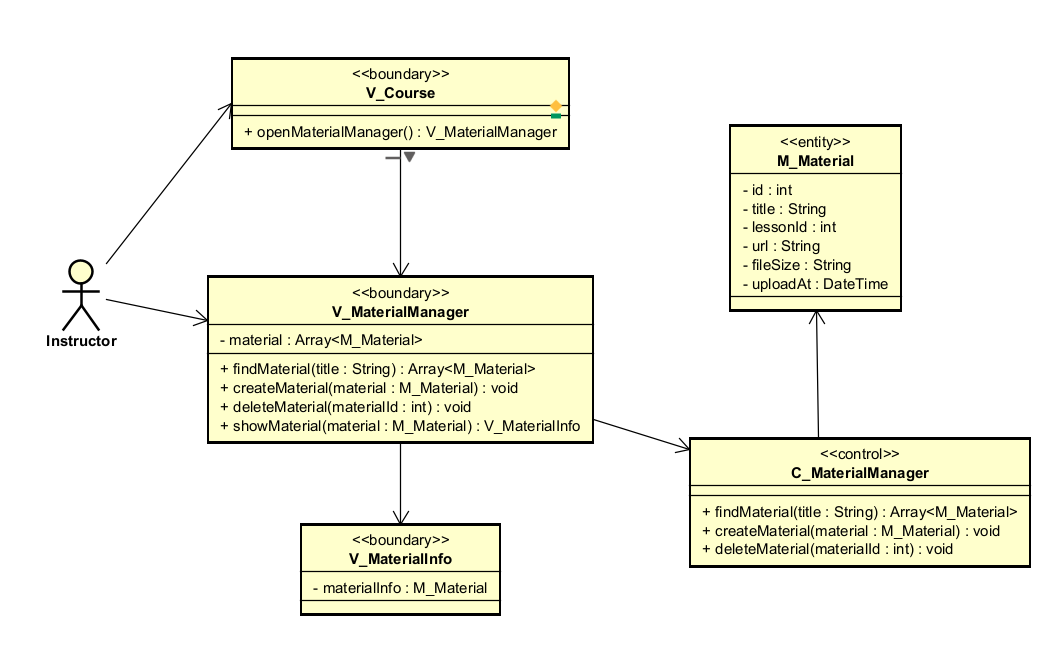 <<boundary>>
V_Course
+ openMaterialManager() : V_MaterialManager
<<entity>>
M_Material
- id : int
- title : String
- lessonId : int
- url : String
- fileSize : String
- uploadAt : DateTime
Instructor
<<boundary>>
V_MaterialManager
- material : Array<M_Material>
+ findMaterial(title : String) : Array<M_Material>
+ createMaterial(material : M_Material) : void
+ deleteMaterial(materialId : int) : void
+ showMaterial(material : M_Material) : V_MaterialInfo
<<control>>
C_MaterialManager
+ findMaterial(title : String) : Array<M_Material>
+ createMaterial(material : M_Material) : void
+ deleteMaterial(materialId : int) : void
<<boundary>>
V_MaterialInfo
- materialInfo : M_Material